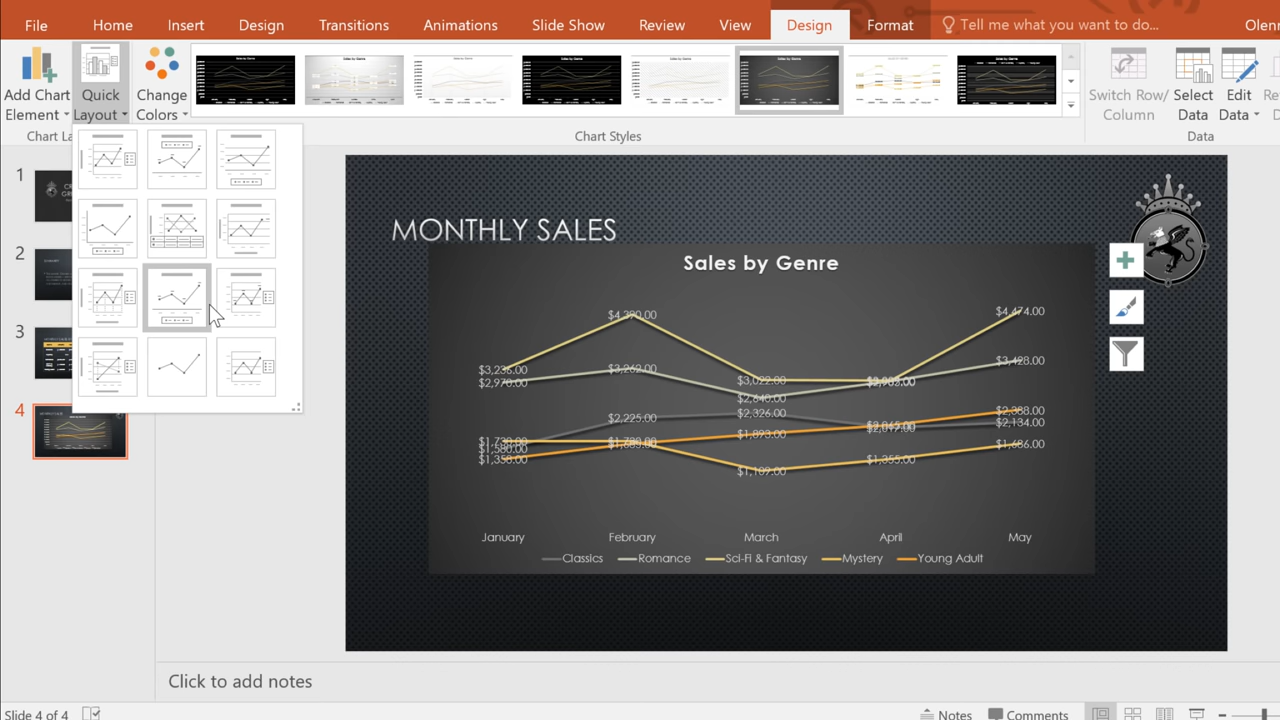 File Home Insert Design Transitions Animations Slide Show Review View Design Format Tell me what you want to do... Olenn
Add Chart Element
Quick Layout
Change Colors
Switch Row/ Column
Select Data
Edit Data
Chart La
Chart Styles
Data
1
2
3
4
MONTHLY SALES
Sales by Genre
$4,390.00
$4,474.00
$3,428.00
$3,236.00
$3,262.00
$2,970.00
$3,022.00
$2,640.00
$2,225.00
$2,326.00
$2,388.00
$2,134.00
$1,893.00
$1,686.00
$1,358.00
$1,355.00
January February March April May
Classics Romance Sci-Fi & Fantasy Mystery Young Adult
Click to add notes
Slide 4 of 4 Notes Comments